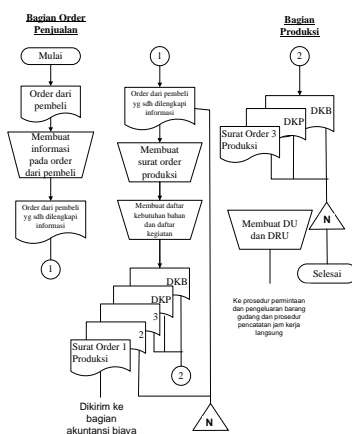 Bagian Order
Penjualan
Mulai
Order dari
pembeli
Membuat
informasi
pada order
dari pembeli
Order dari pembeli
yg sdh dilengkapi
informasi
1
1
Order dari pembeli
yg sdh dilengkapi
informasi
Membuat
surat order
produksi
Membuat daftar
kebutuhan bahan
dan daftar
kegiatan
DKB
DKP
3
2
Surat Order 1
Produksi
2
Dikirim ke
bagian
akuntansi biaya
N
Bagian
Produksi
2
DKB
DKP
Surat Order 3
Produksi
N
Membuat DU
dan DRU
Selesai
Ke prosedur permintaan
dan pengeluaran barang
gudang dan prosedur
pencatatan jam kerja
langsung